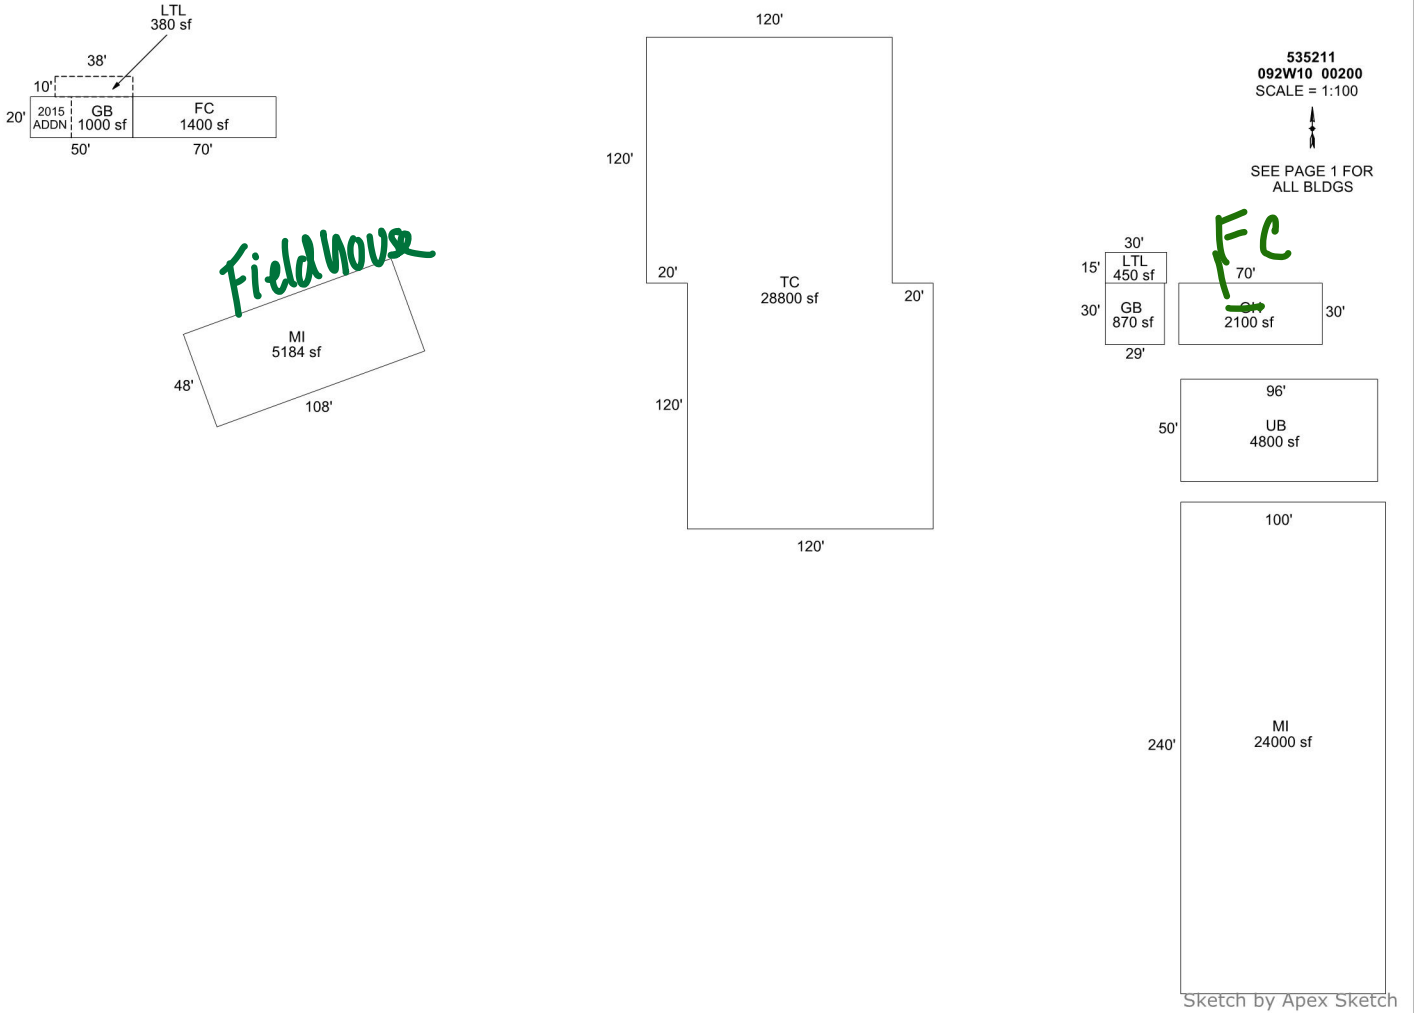 LTL
380 sf
38'
10'
20'
2015
ADDN
GB
1000 sf
FC
1400 sf
50'
70'
Fieldhouse
MI
5184 sf
48'
108'
120'
120'
20'
TC
28800 sf
20'
120'
120'
535211
092W10 00200
SCALE = 1:100
N
SEE PAGE 1 FOR
ALL BLDGS
FC
30'
15'
LTL
450 sf
70'
30'
GB
870 sf
2100 sf
30'
29'
96'
50'
UB
4800 sf
100'
MI
24000 sf
240'
Sketch by Apex Sketch